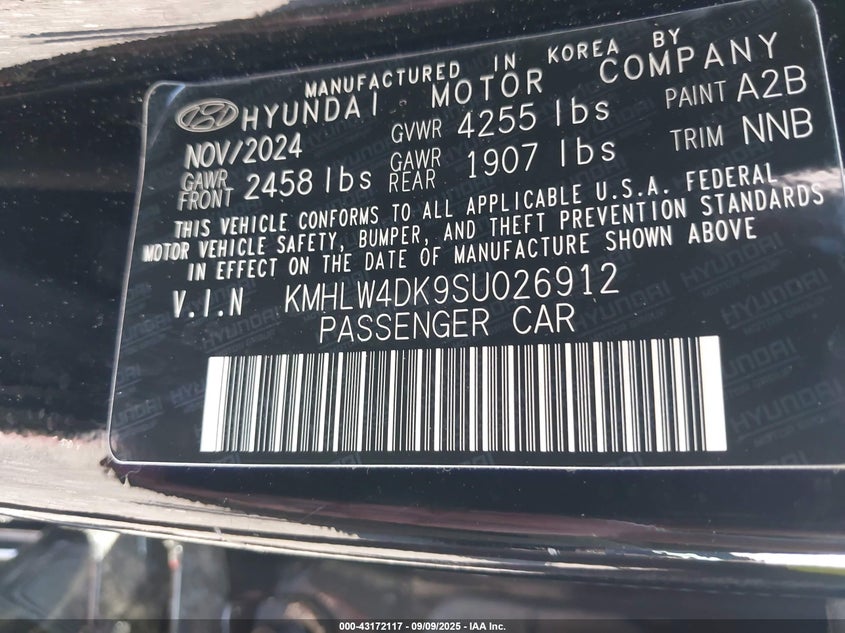 MANUFACTURED IN KOREA BY
HYUNDAI MOTOR COMPANY
NOV/2024 GVWR 4255 lbs PAINT A2B
GAWR FRONT 2458 lbs GAWR REAR 1907 lbs TRIM NNB
THIS VEHICLE CONFORMS TO ALL APPLICABLE U.S.A. FEDERAL
MOTOR VEHICLE SAFETY, BUMPER, AND THEFT PREVENTION STANDARDS
IN EFFECT ON THE DATE OF MANUFACTURE SHOWN ABOVE
V.I.N KMHLW4DK9SU026912
PASSENGER CAR
HYUNDAI
000-43172117 - 09/09/2025 - IAA Inc.